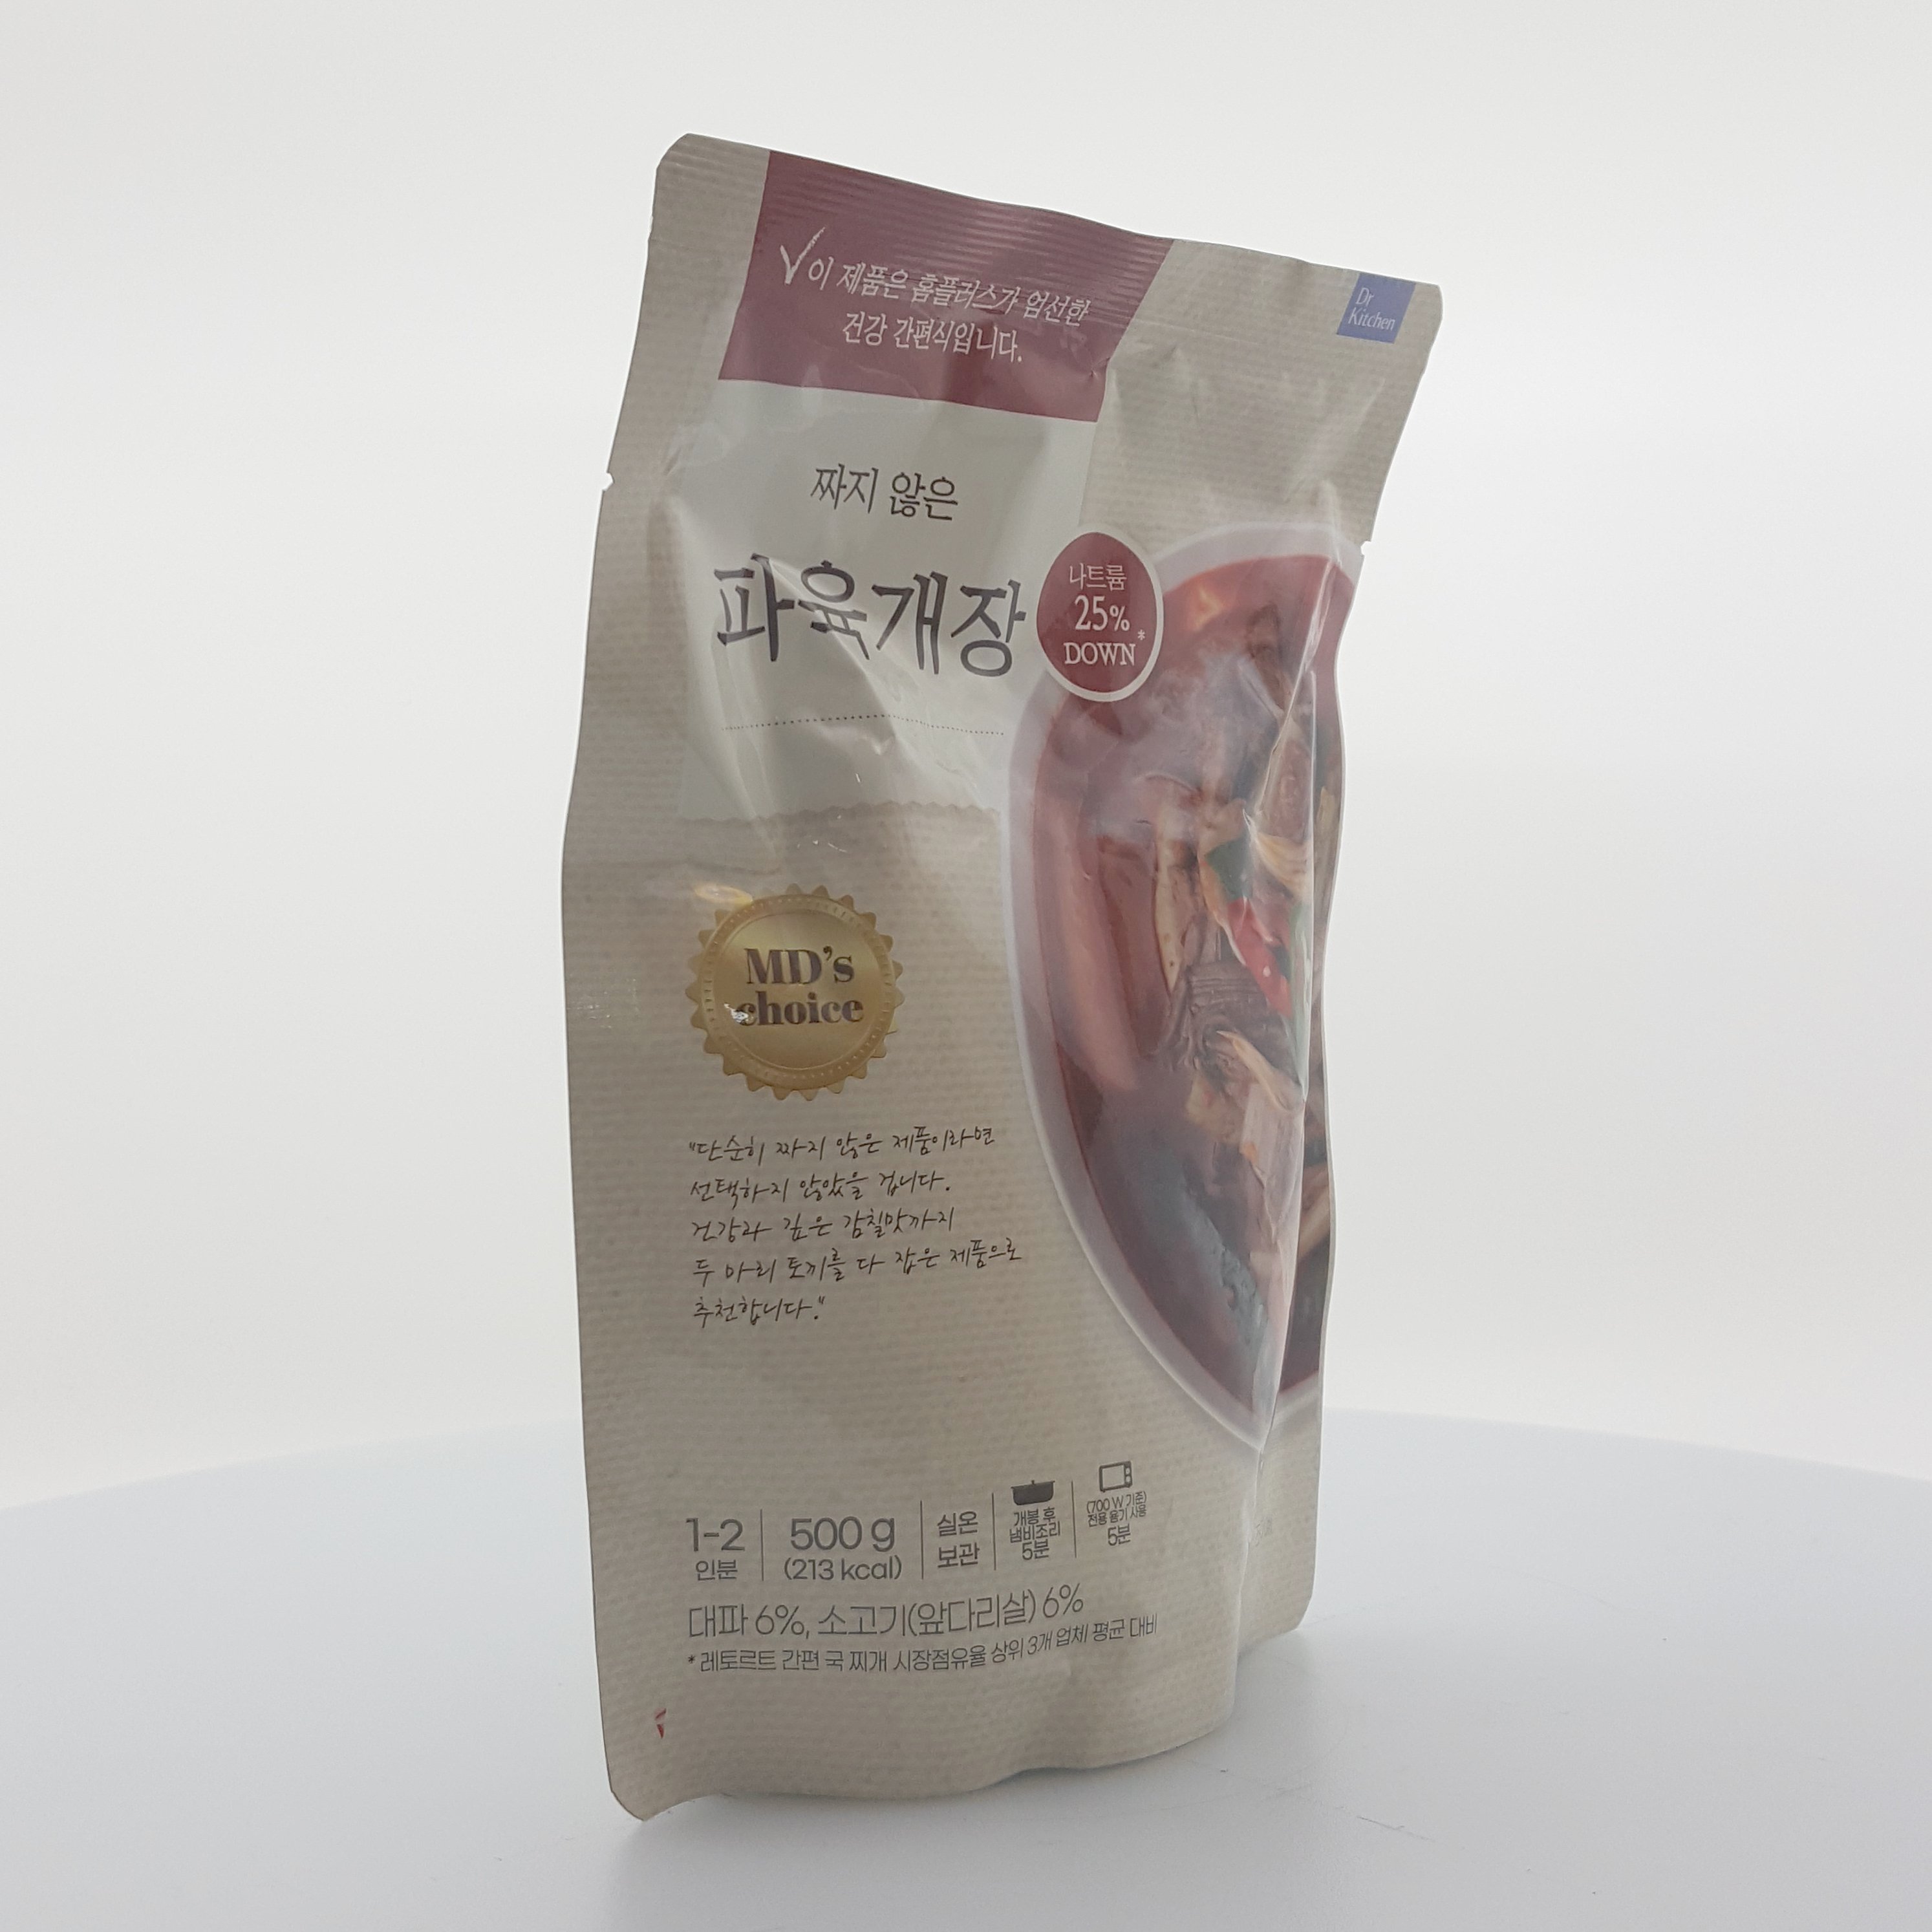 이 제품은 홈플러스가 엄선한
건강 간편식입니다.
Dr
Kitchen
짜지 않은
파육개장
나트륨
25%
DOWN*
MD's
choice
"단순히 짜지 않은 제품이라면
선택하지 않았을 겁니다.
건강과 깊은 감칠맛까지
두 마리 토끼를 다 잡은 제품으로
추천합니다."
1-2
인분
500 g
(213 kcal)
실온
보관
개봉 후
냄비조리
5분
(700 W 기준)
전용 용기 사용
5분
대파 6%, 소고기(앞다리살) 6%
* 레토르트 간편 국 찌개 시장점유율 상위 3개 업체 평균 대비